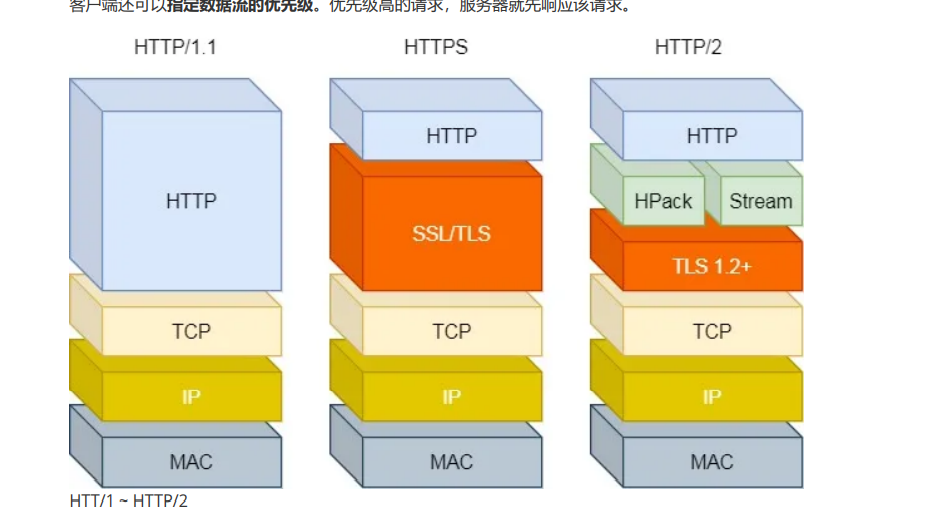 客户端还可以指定数据流的优先级。优先级高的请求，服务器就先响应该请求。
HTTP/1.1 HTTPS HTTP/2
HTTP HTTP
HPack Stream
HTTP
SSL/TLS
TLS 1.2+
TCP TCP TCP
IP IP IP
MAC MAC MAC
HTT/1 ~ HTTP/2